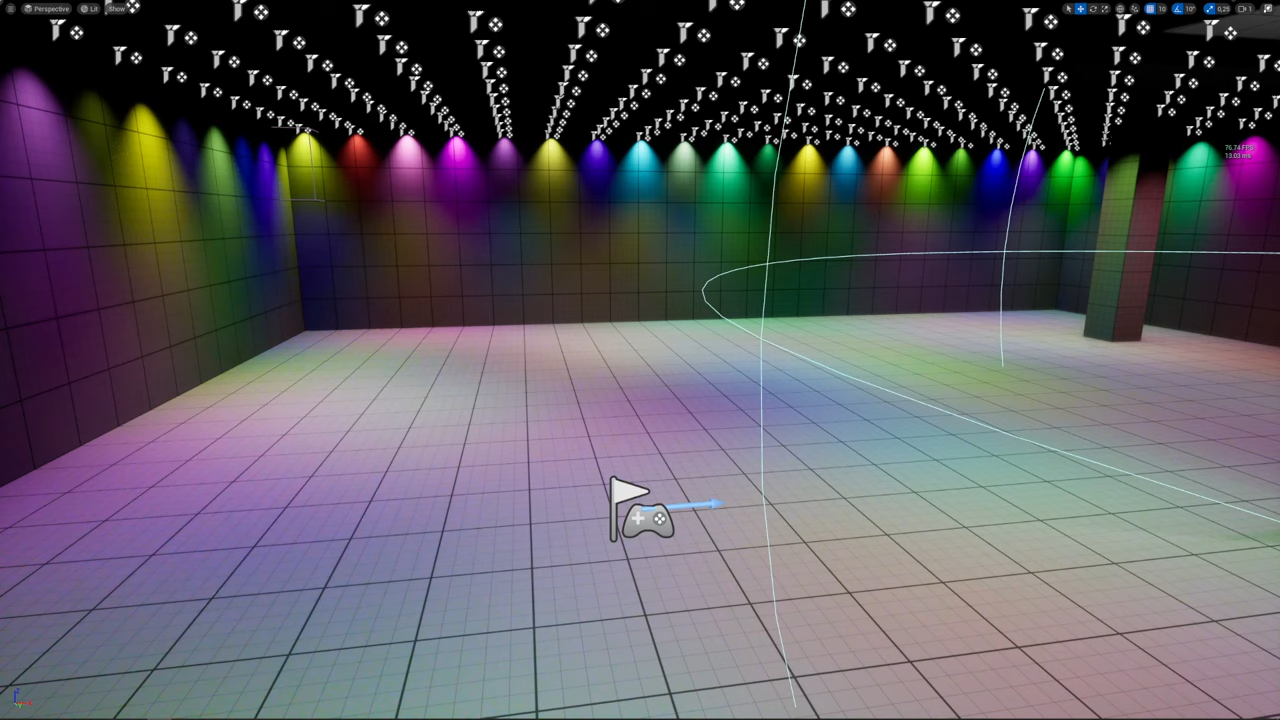 Perspective
Lit
Show
10
10°
0,25
1
76.74 FPS
13.03 ms